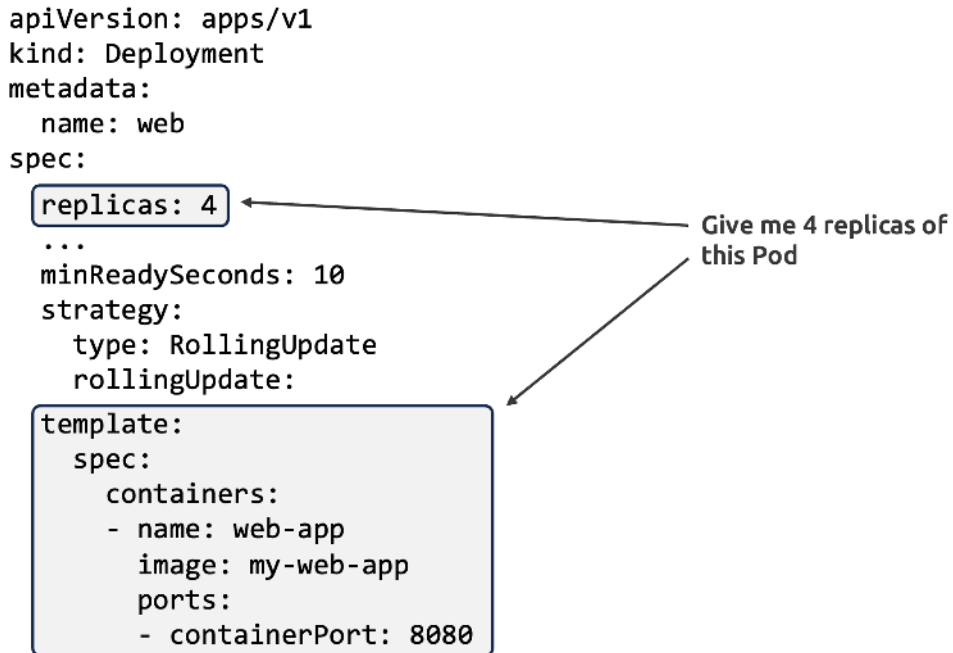 apiVersion: apps/v1
kind: Deployment
metadata:
  name: web
spec:
  replicas: 4
  ...
  minReadySeconds: 10
  strategy:
    type: RollingUpdate
    rollingUpdate:
  template:
    spec:
      containers:
      - name: web-app
        image: my-web-app
        ports:
        - containerPort: 8080
Give me 4 replicas of
this Pod